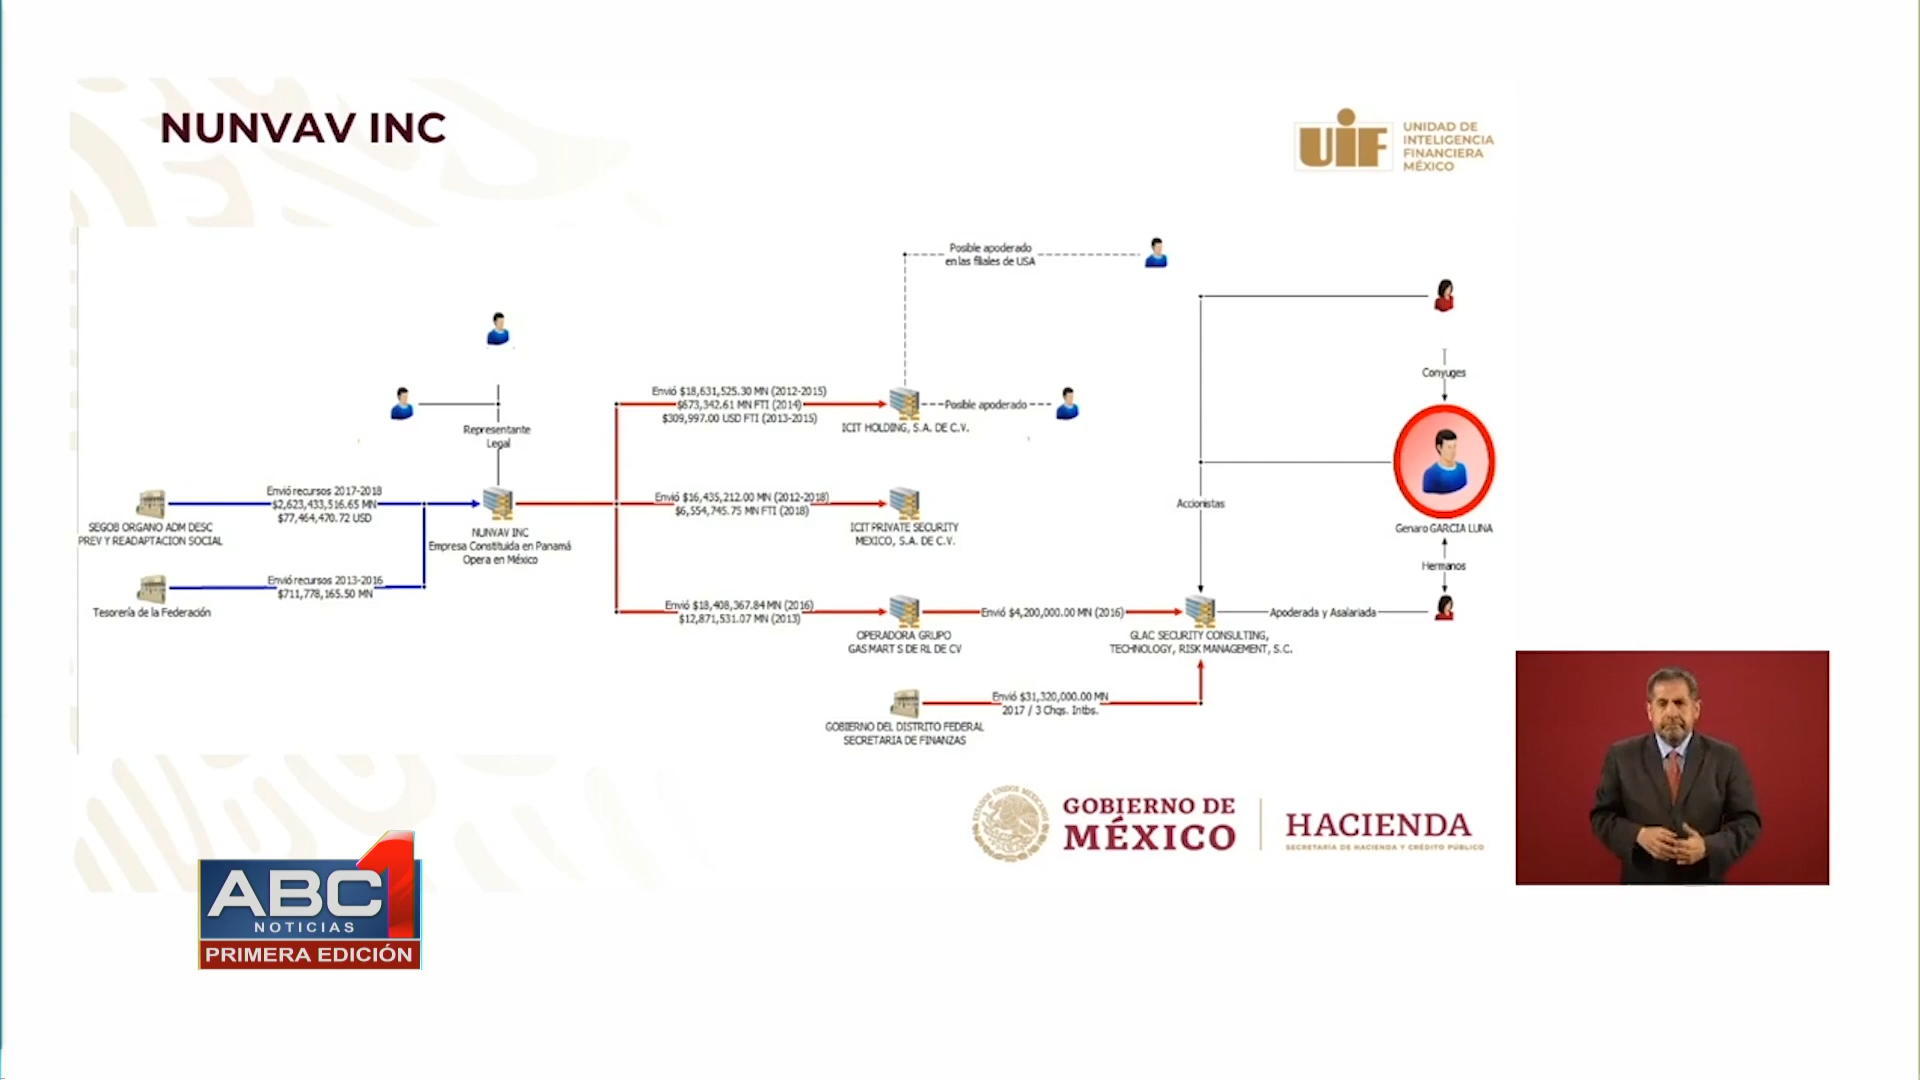 NUNVAV INC
UiF
UNIDAD DE
INTELIGENCIA
FINANCIERA
MÉXICO
Posible apoderado
en las filiales de USA
Conyuges
Envió $18,631,525.30 MN (2012-2015)
$673,342.61 MN FTI (2014)
$309,997.00 USD FTI (2013-2015)
ICIT HOLDING, S.A. DE C.V.
Posible apoderado
Representante
Legal
Envió recursos 2017-2018
$2,623,433,516.65 MN
$77,464,470.72 USD
SEGOB ORGANO ADM DESC
PREV Y READAPTACION SOCIAL
NUNVAV INC
Empresa Constituida en Panamá
Opera en México
Envió $16,435,212.00 MN (2012-2018)
$6,554,745.75 MN FTI (2018)
ICIT PRIVATE SECURITY
MEXICO, S.A. DE C.V.
Accionistas
Genaro GARCIA LUNA
Hermanos
Envió recursos 2013-2016
$711,778,165.50 MN
Tesorería de la Federación
Envió $18,408,367.84 MN (2016)
$12,871,531.07 MN (2013)
OPERADORA GRUPO
GAS MART S DE RL DE CV
Envió $4,200,000.00 MN (2016)
GLAC SECURITY CONSULTING,
TECHNOLOGY, RISK MANAGEMENT, S.C.
Apoderada y Asalariada
Envió $31,320,000.00 MN
2017 / 3 Chqs. Intbs.
GOBIERNO DEL DISTRITO FEDERAL
SECRETARIA DE FINANZAS
ESTADOS UNIDOS MEXICANOS
GOBIERNO DE
MÉXICO
HACIENDA
SECRETARÍA DE HACIENDA Y CRÉDITO PÚBLICO
ABC 1
NOTICIAS
PRIMERA EDICIÓN